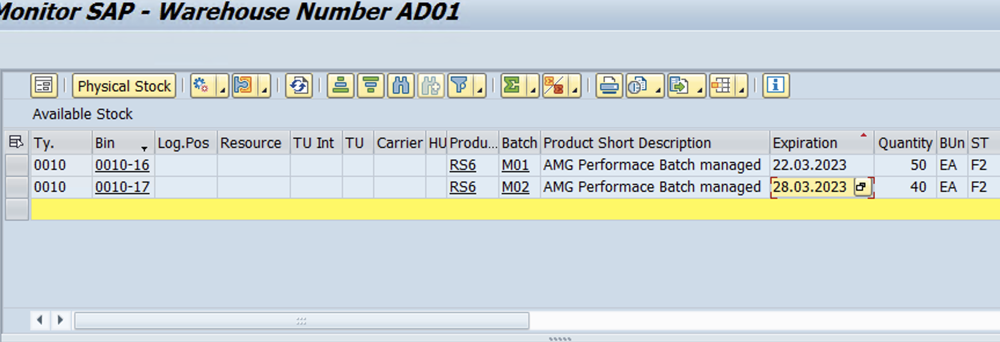 Monitor SAP - Warehouse Number AD01
Physical Stock
Available Stock
Ty. Bin Log.Pos Resource TU Int TU Carrier HU Produ... Batch Product Short Description Expiration Quantity BUn ST
0010 0010-16 RS6 M01 AMG Performace Batch managed 22.03.2023 50 EA F2
0010 0010-17 RS6 M02 AMG Performace Batch managed 28.03.2023 40 EA F2